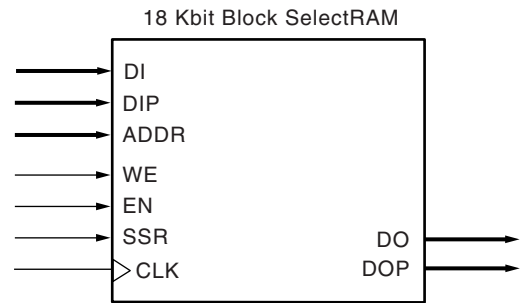 18 Kbit Block SelectRAM
DI
DIP
ADDR
WE
EN
SSR
CLK
DO
DOP